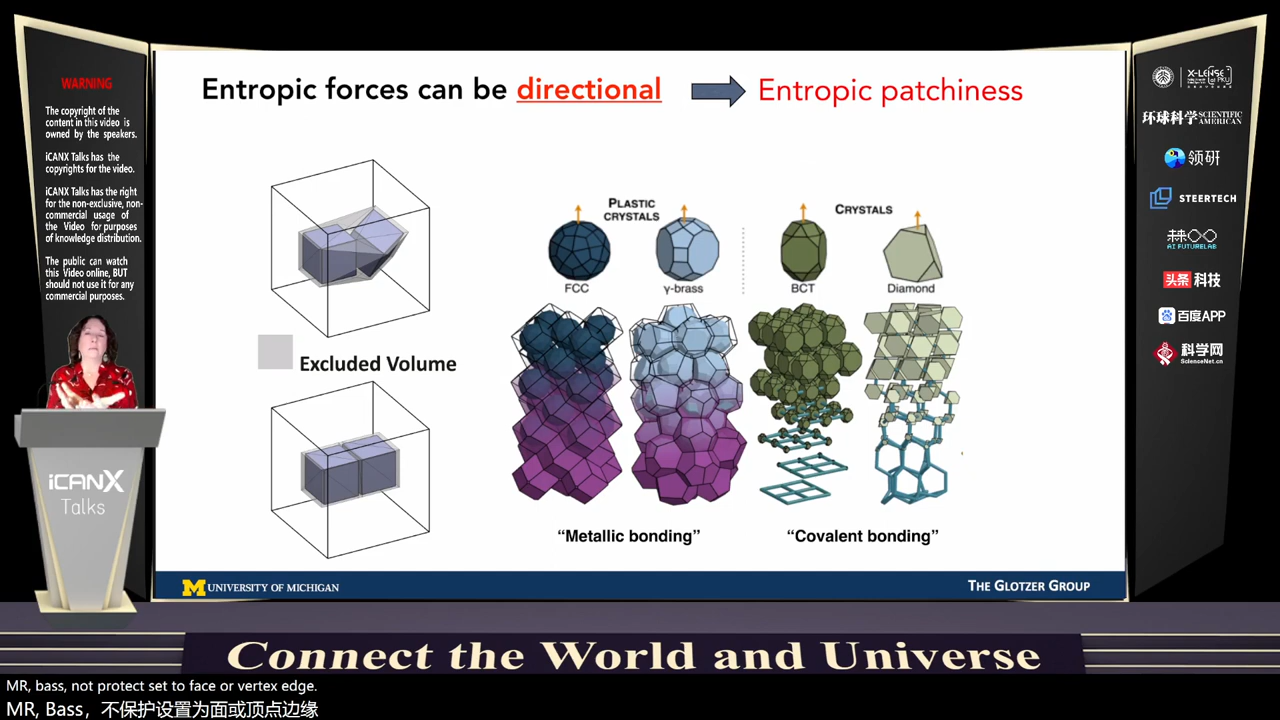 Entropic forces can be directional
Entropic patchiness
WARNING
The copyright of the
content in this video is
owned by the speakers.
iCANX Talks has the
copyrights for the video.
iCANX Talks has the right
for the non-exclusive, non-
commercial usage of
the Video for purposes
of knowledge distribution.
The public can watch
this Video online, BUT
should not use it for any
commercial purposes.
Excluded Volume
PLASTIC
CRYSTALS
CRYSTALS
FCC
γ-brass
BCT
Diamond
“Metallic bonding”
“Covalent bonding”
M UNIVERSITY OF MICHIGAN
THE GLOTZER GROUP
X-LENSE
环球科学 SCIENTIFIC
AMERICAN
领研
STEERTECH
AI FUTURELAB
头条 科技
百度APP
科学网
ScienceNet.cn
iCANX
Talks
Connect the World and Universe
MR, bass, not protect set to face or vertex edge.
MR, Bass，不保护设置为面或顶点边缘